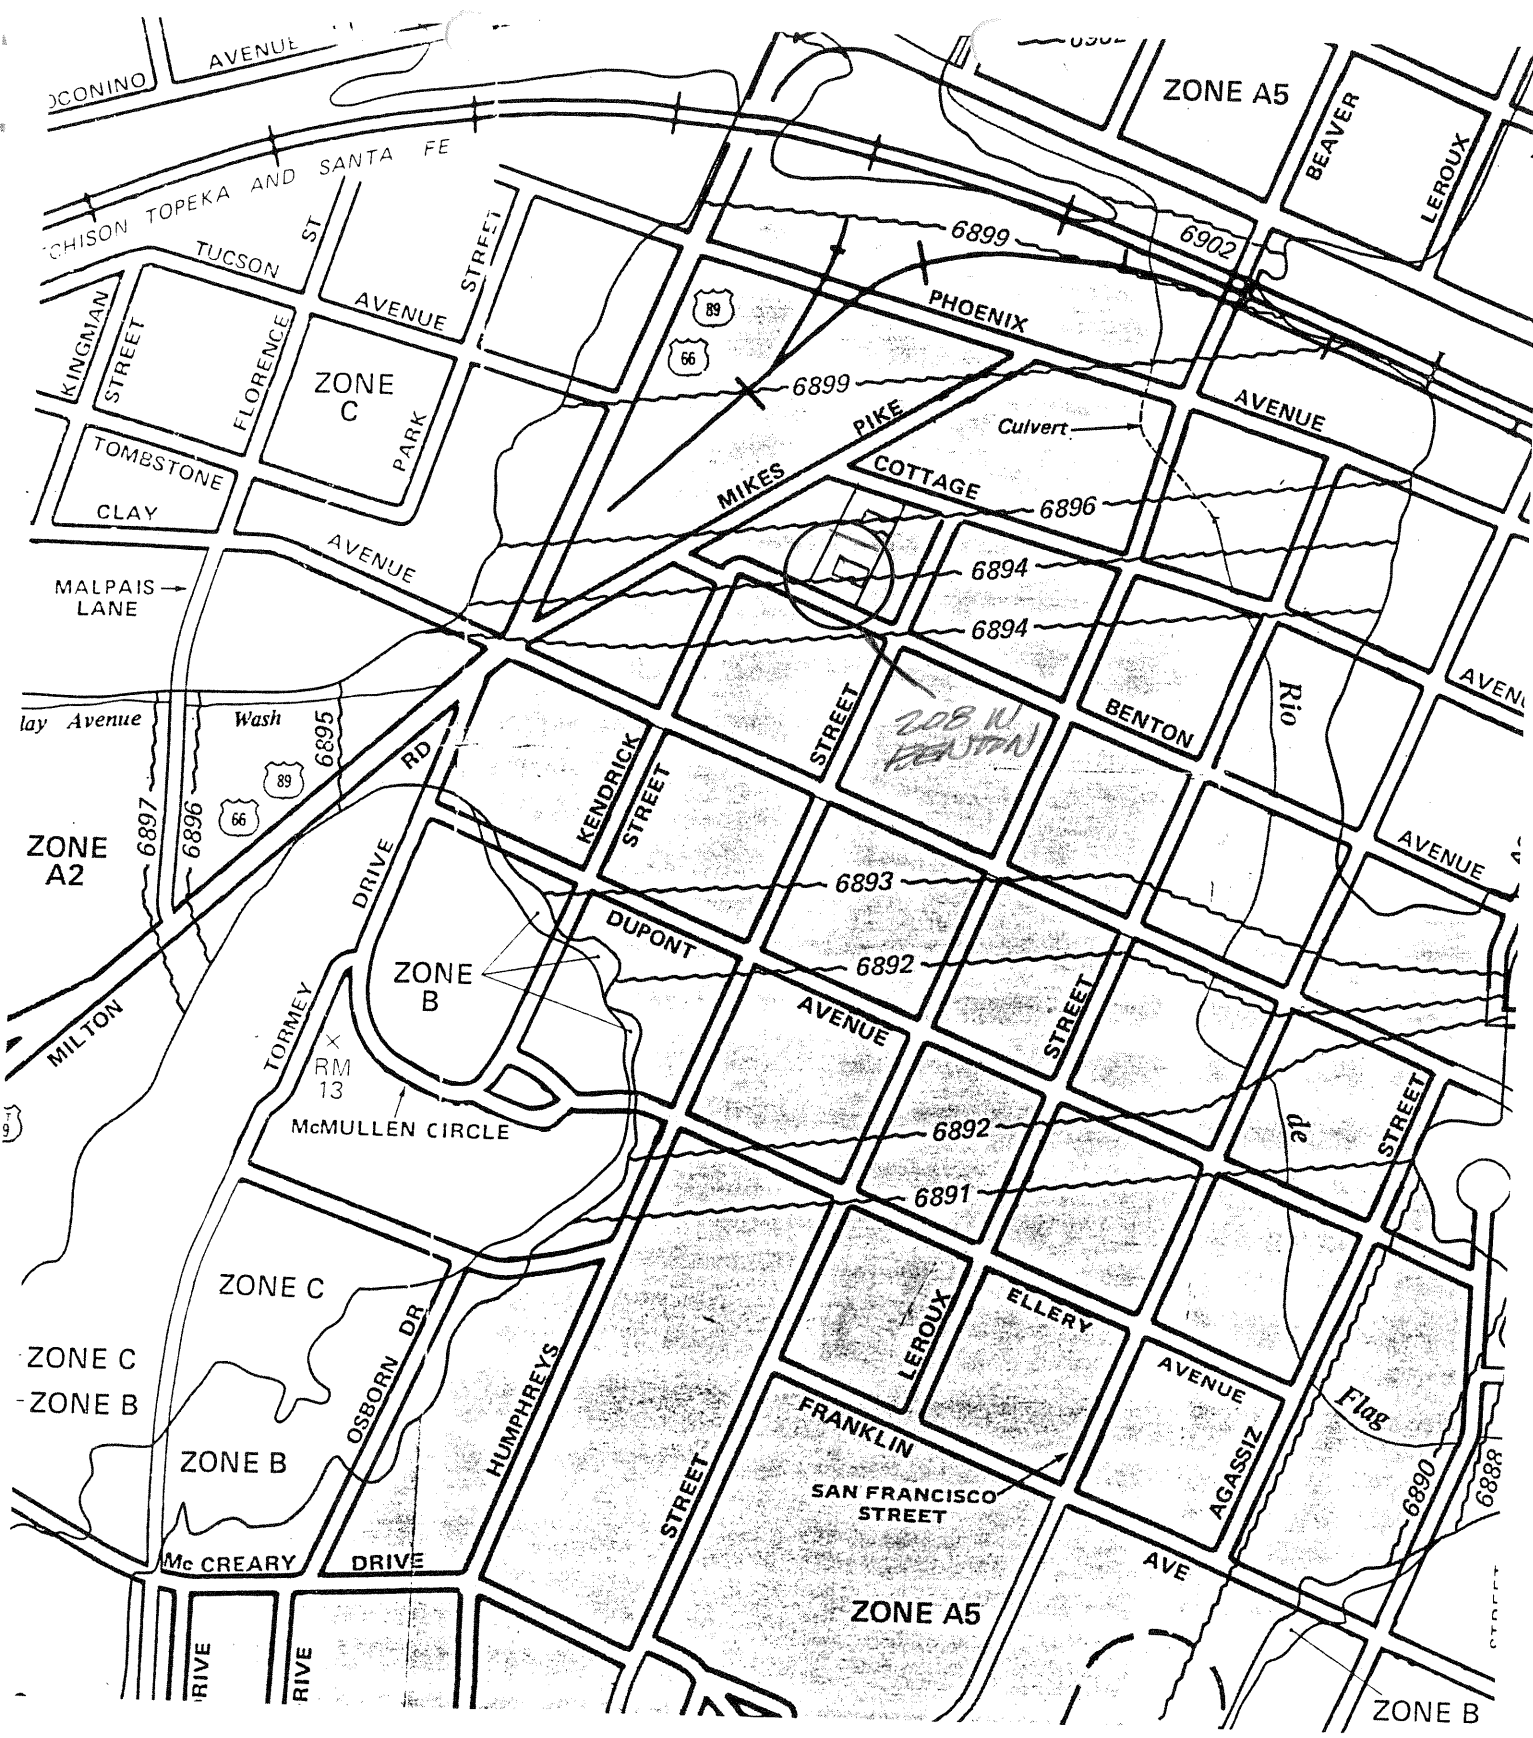 AVENUE
OCONINO
6902
ZONE A5
BEAVER
LEROUX
CHISON TOPEKA AND SANTA FE
ST
STREET
TUCSON
AVENUE
6899
6902
KINGMAN
STREET
FLORENCE
ZONE
C
PARK
89
66
PHOENIX
6899
AVENUE
PIKE
Culvert
MIKES
COTTAGE
TOMBSTONE
CLAY
AVENUE
6896
6894
MALPAIS
LANE
6894
AVENU
lay Avenue Wash
6895
RD
89
66
6897
6896
ZONE
A2
STREET
208 W
BENTON
BENTON
Rio
KENDRICK
STREET
AVENUE
DRIVE
6893
DUPONT
6892
ZONE
B
AVENUE
STREET
MILTON
TORMEY
RM
13
McMULLEN CIRCLE
6892
de
STREET
6891
ZONE C
DR
ELLERY
LEROUX
AVENUE
ZONE C
ZONE B
OSBORN
HUMPHREYS
FRANKLIN
Flag
ZONE B
STREET
SAN FRANCISCO
STREET
AGASSIZ
6890
6888
Mc CREARY DRIVE
AVE
ZONE A5
STREET
RIVE
RIVE
ZONE B